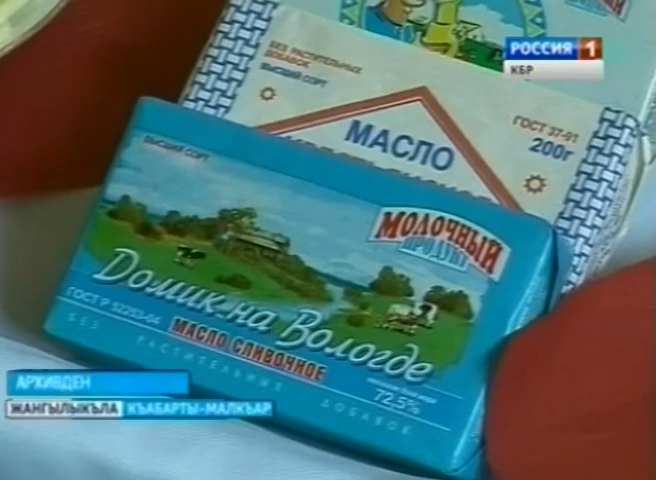 РОССИЯ 1
КБР
БЕЗ РАСТИТЕЛЬНЫХ
ДОБАВОК
ВЫСШИЙ СОРТ
МАСЛО
ГОСТ 37-91
200г
ВЫСШИЙ СОРТ
МОЛОЧНЫЙ
ПРОДУКТ
Домик на Вологде
ГОСТ Р 52253-04
МАСЛО СЛИВОЧНОЕ
72,5%
БЕЗ РАСТИТЕЛЬНЫХ ДОБАВОК
АРХИВДЕН
ЖАНГЫЛЫКЪЛА КЪАБАРТЫ-МАЛКЪАР